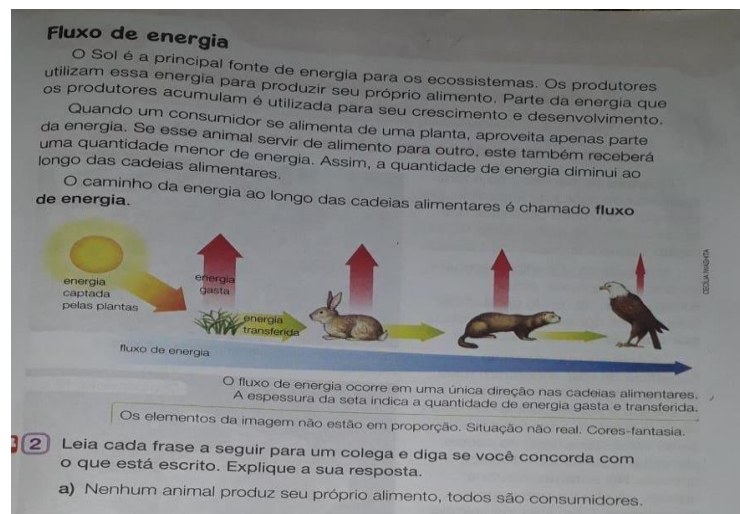 Fluxo de energia
O Sol é a principal fonte de energia para os ecossistemas. Os produtores
utilizam essa energia para produzir seu próprio alimento. Parte da energia que
os produtores acumulam é utilizada para seu crescimento e desenvolvimento.
Quando um consumidor se alimenta de uma planta, aproveita apenas parte
da energia. Se esse animal servir de alimento para outro, este também receberá
uma quantidade menor de energia. Assim, a quantidade de energia diminui ao
longo das cadeias alimentares.
O caminho da energia ao longo das cadeias alimentares é chamado fluxo
de energia.
energia
captada
pelas plantas
energia
gasta
energia
transferida
fluxo de energia
CECILIA IWASHITA
O fluxo de energia ocorre em uma única direção nas cadeias alimentares.
A espessura da seta indica a quantidade de energia gasta e transferida.
Os elementos da imagem não estão em proporção. Situação não real. Cores-fantasia.
2 Leia cada frase a seguir para um colega e diga se você concorda com
o que está escrito. Explique a sua resposta.
a) Nenhum animal produz seu próprio alimento, todos são consumidores.